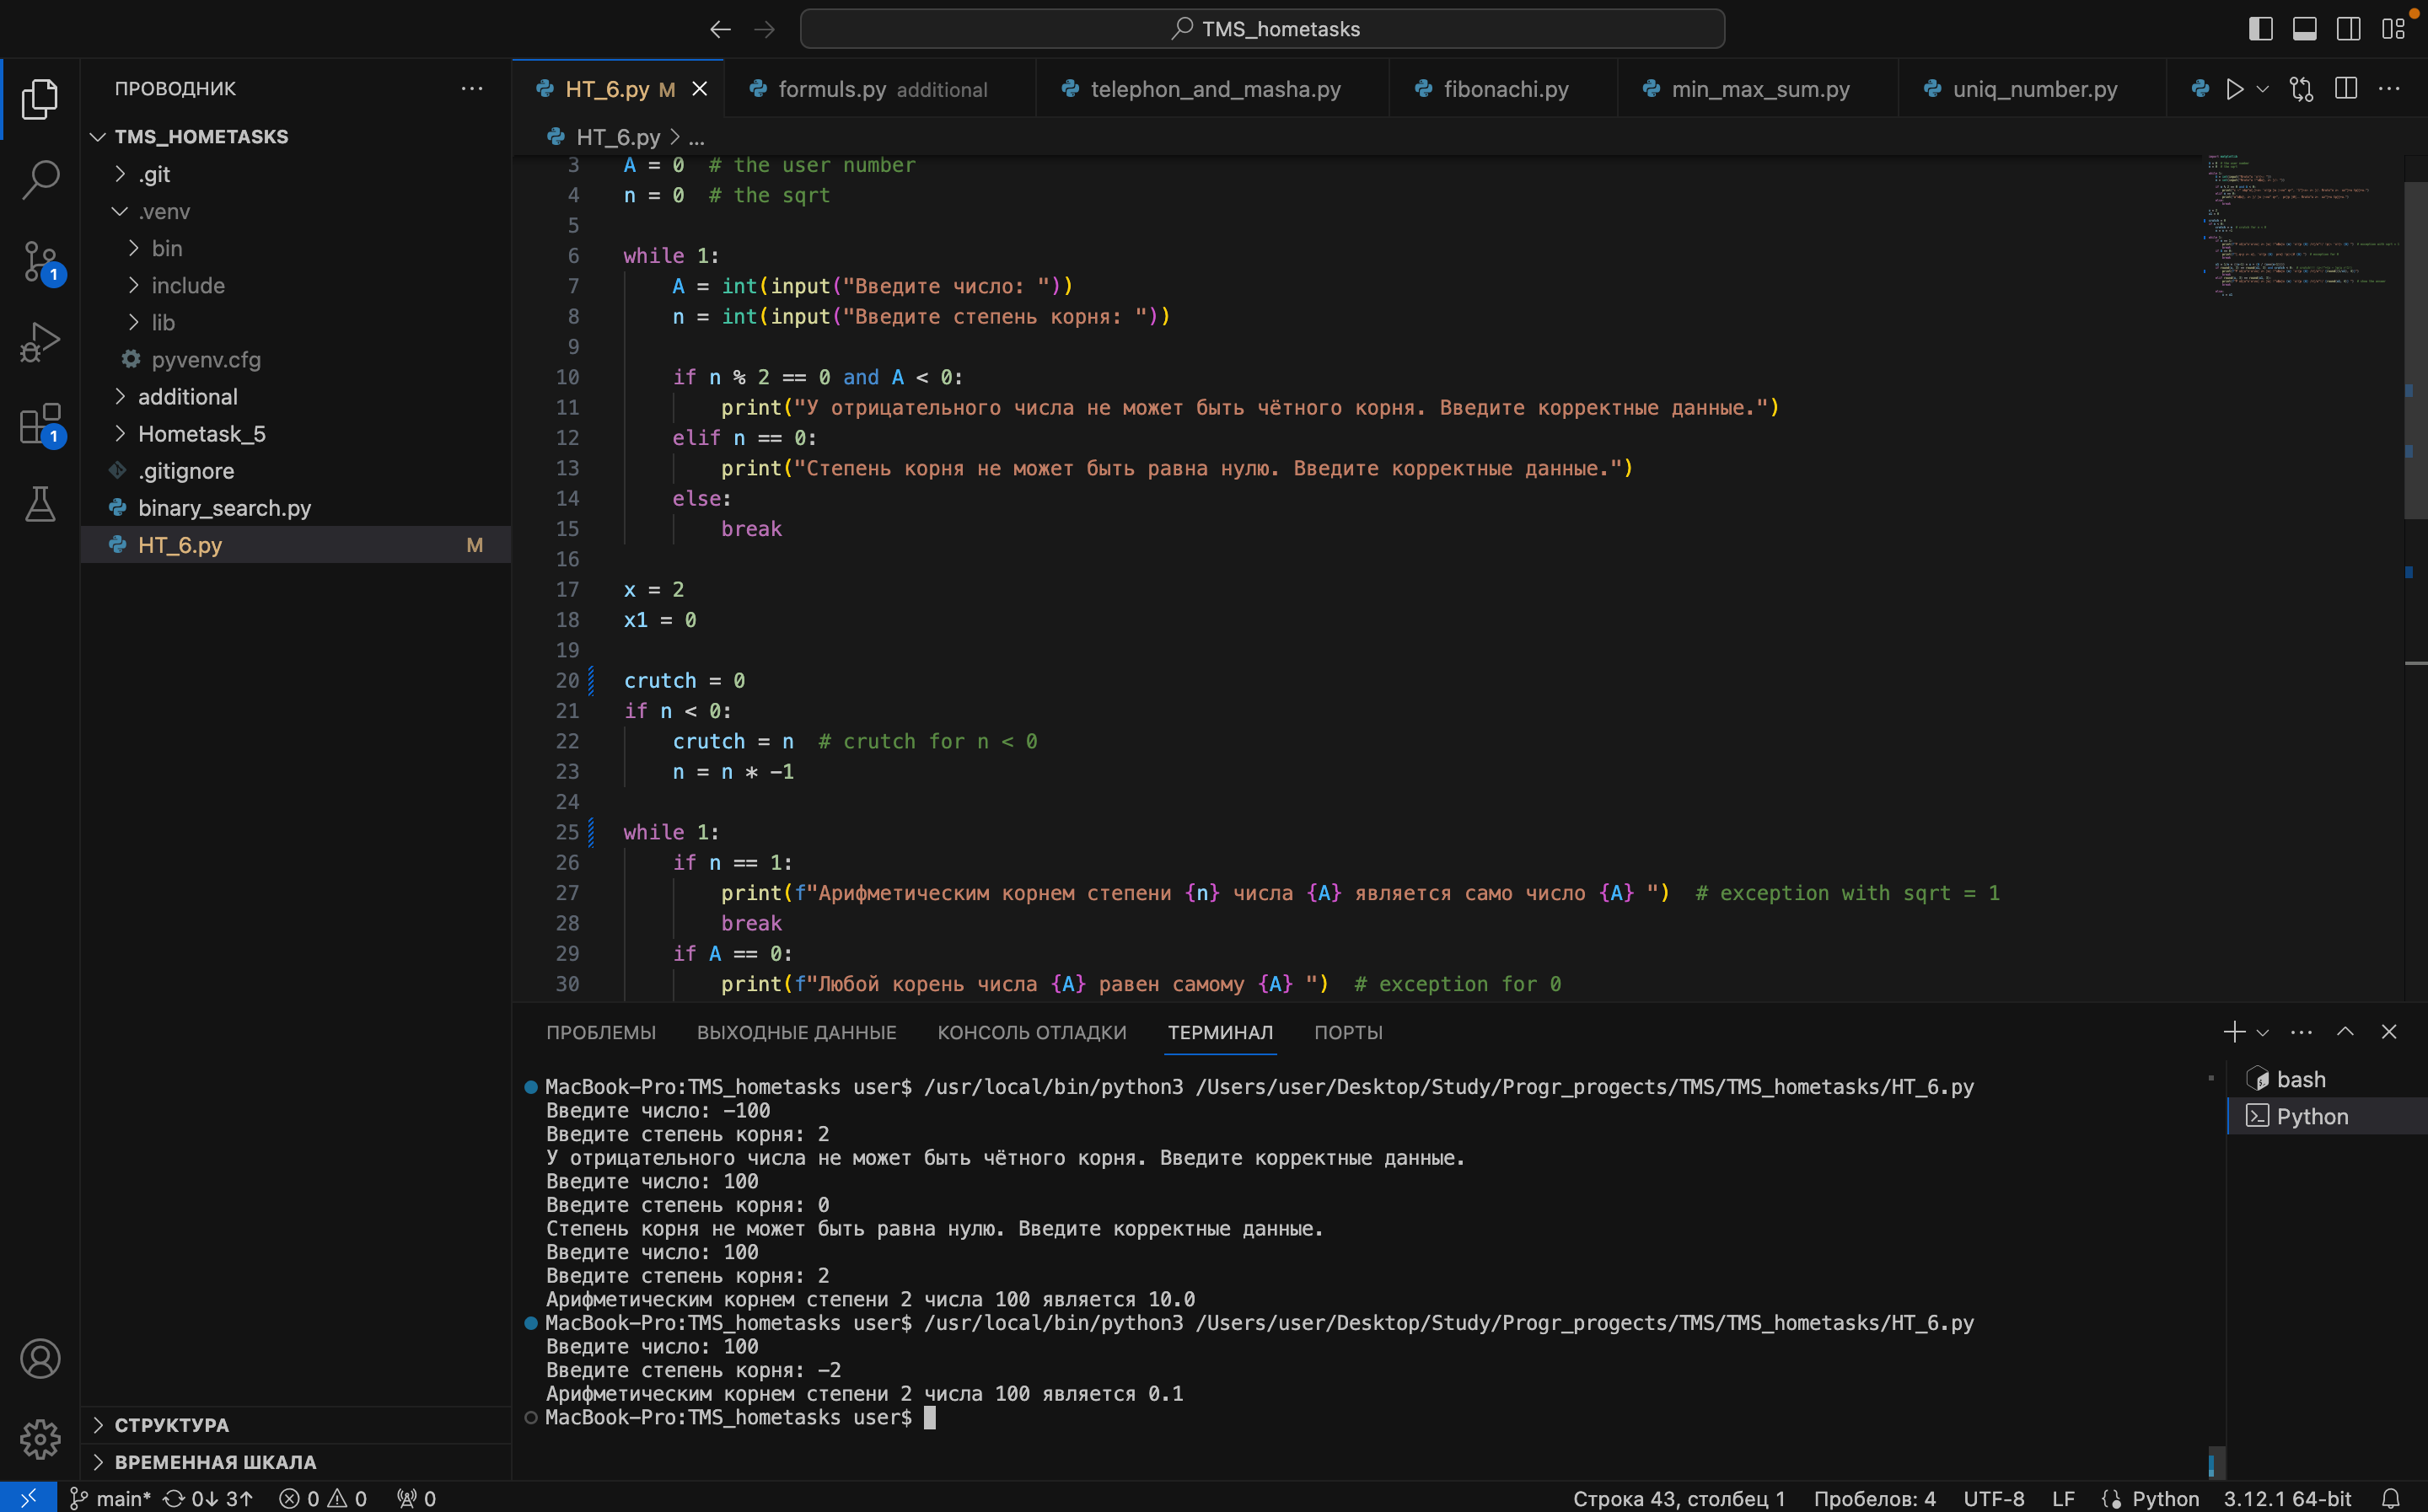 TMS_hometasks
ПРОВОДНИК
TMS_HOMETASKS
.git
.venv
bin
include
lib
pyvenv.cfg
additional
Hometask_5
.gitignore
binary_search.py
HT_6.py M
СТРУКТУРА
ВРЕМЕННАЯ ШКАЛА
HT_6.py M formuls.py additional telephon_and_masha.py fibonachi.py min_max_sum.py uniq_number.py
HT_6.py > ...
3 A = 0  # the user number
4 n = 0  # the sqrt
5
6 while 1:
7     A = int(input("Введите число: "))
8     n = int(input("Введите степень корня: "))
9
10     if n % 2 == 0 and A < 0:
11         print("У отрицательного числа не может быть чётного корня. Введите корректные данные.")
12     elif n == 0:
13         print("Степень корня не может быть равна нулю. Введите корректные данные.")
14     else:
15         break
16
17 x = 2
18 x1 = 0
19
20 crutch = 0
21 if n < 0:
22     crutch = n  # crutch for n < 0
23     n = n * -1
24
25 while 1:
26     if n == 1:
27         print(f"Арифметическим корнем степени {n} числа {A} является само число {A} ")  # exception with sqrt = 1
28         break
29     if A == 0:
30         print(f"Любой корень числа {A} равен самому {A} ")  # exception for 0
ПРОБЛЕМЫ ВЫХОДНЫЕ ДАННЫЕ КОНСОЛЬ ОТЛАДКИ ТЕРМИНАЛ ПОРТЫ
MacBook-Pro:TMS_hometasks user$ /usr/local/bin/python3 /Users/user/Desktop/Study/Progr_progects/TMS/TMS_hometasks/HT_6.py
Введите число: -100
Введите степень корня: 2
У отрицательного числа не может быть чётного корня. Введите корректные данные.
Введите число: 100
Введите степень корня: 0
Степень корня не может быть равна нулю. Введите корректные данные.
Введите число: 100
Введите степень корня: 2
Арифметическим корнем степени 2 числа 100 является 10.0
MacBook-Pro:TMS_hometasks user$ /usr/local/bin/python3 /Users/user/Desktop/Study/Progr_progects/TMS/TMS_hometasks/HT_6.py
Введите число: 100
Введите степень корня: -2
Арифметическим корнем степени 2 числа 100 является 0.1
MacBook-Pro:TMS_hometasks user$
bash
Python
1
1
main* 0↓ 3↑ 0 0 0 Строка 43, столбец 1 Пробелов: 4 UTF-8 LF Python 3.12.1 64-bit